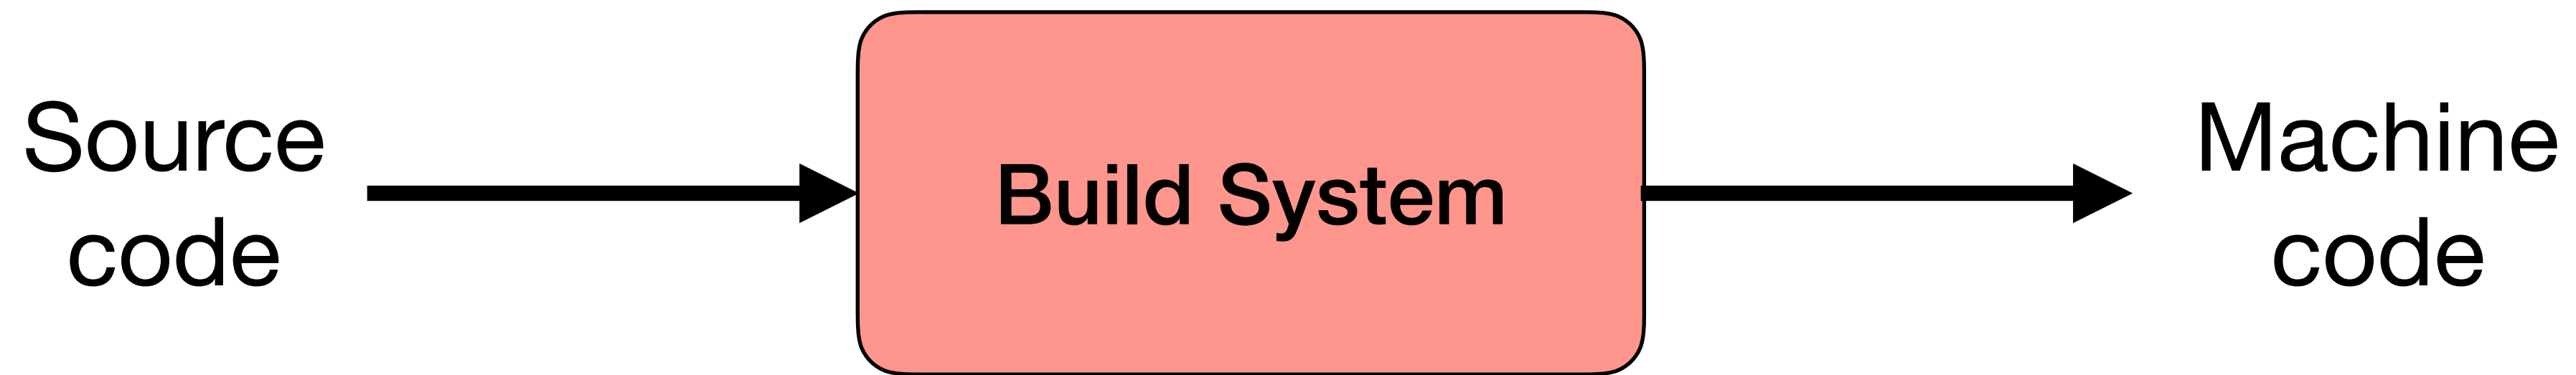 Source
code
Build System
Machine
code